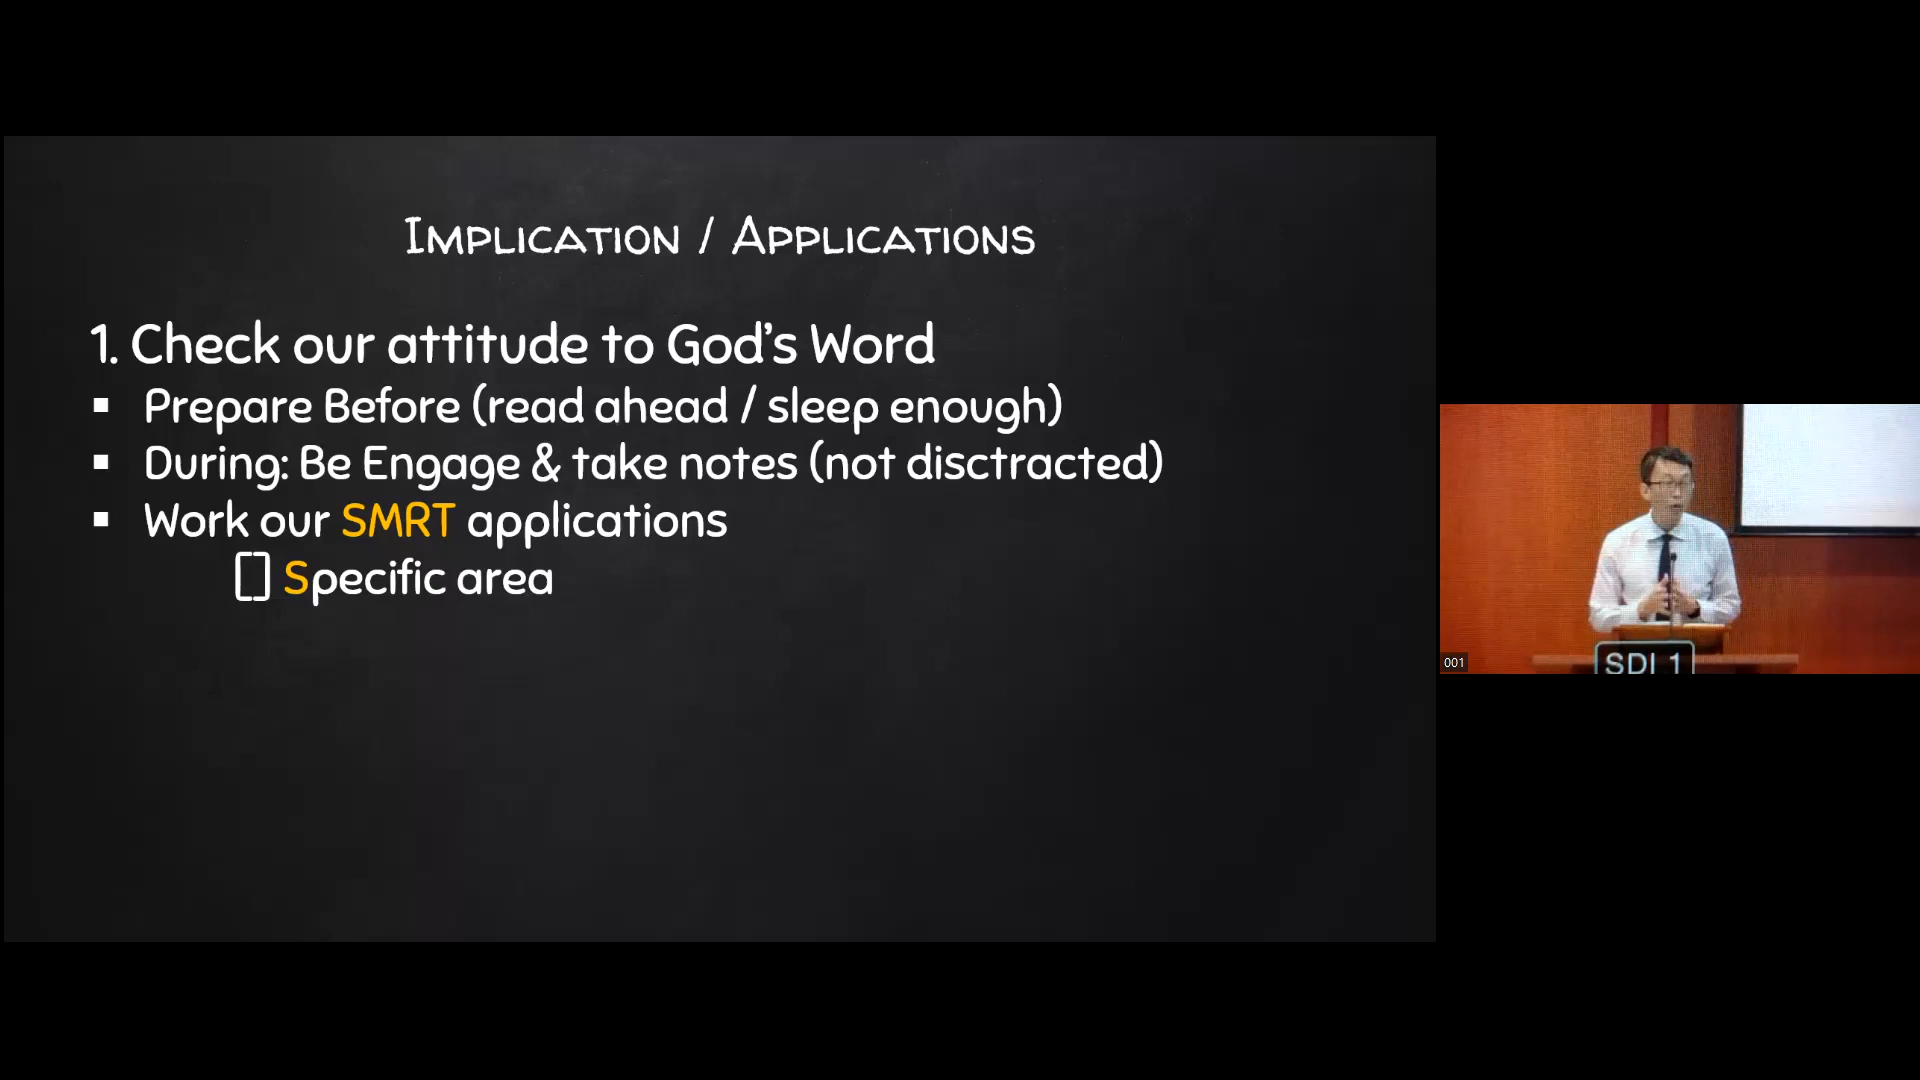 Implication / Applications
1. Check our attitude to God's Word
▪ Prepare Before (read ahead / sleep enough)
▪ During: Be Engage & take notes (not disctracted)
▪ Work our SMRT applications
[] Specific area
001
SDI 1